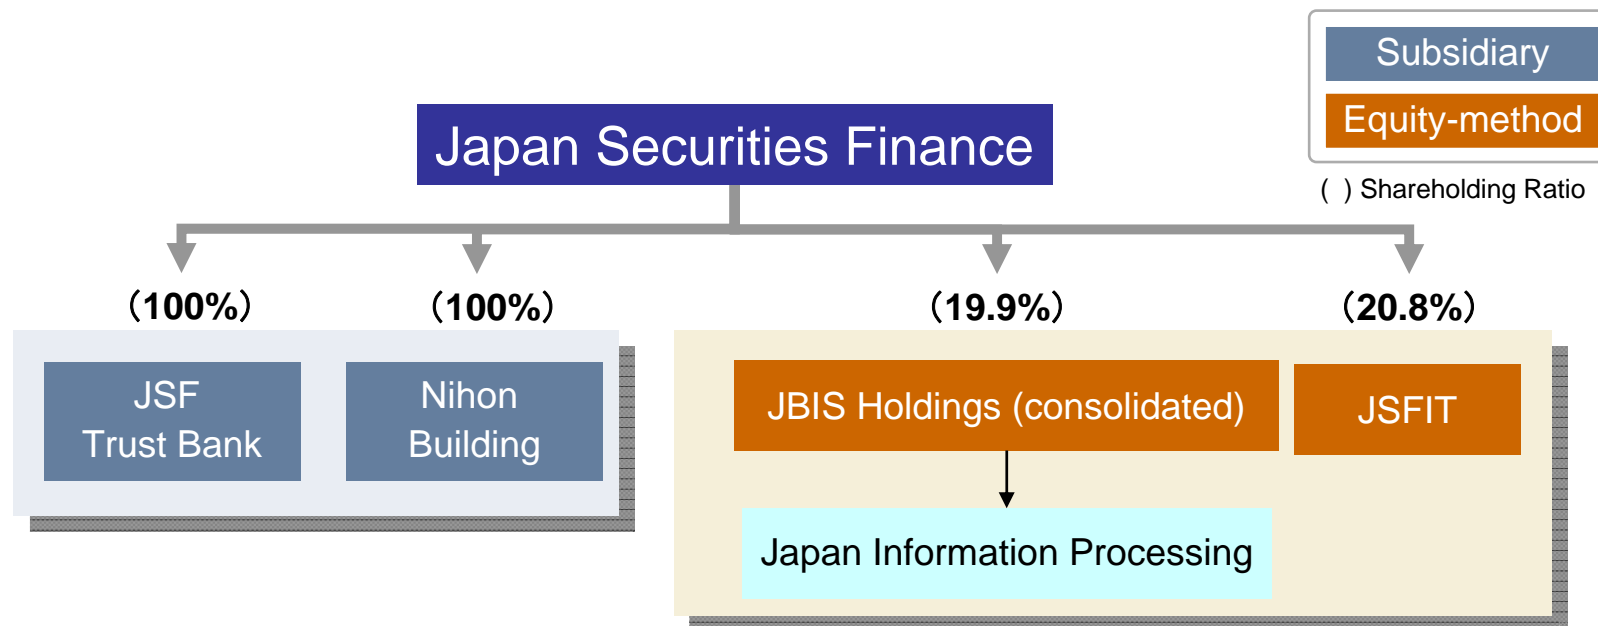 Subsidiary
Equity-method
( ) Shareholding Ratio
Japan Securities Finance
（100%）
（100%）
（19.9%）
（20.8%）
JSF
Trust Bank
Nihon
Building
JBIS Holdings (consolidated)
JSFIT
Japan Information Processing